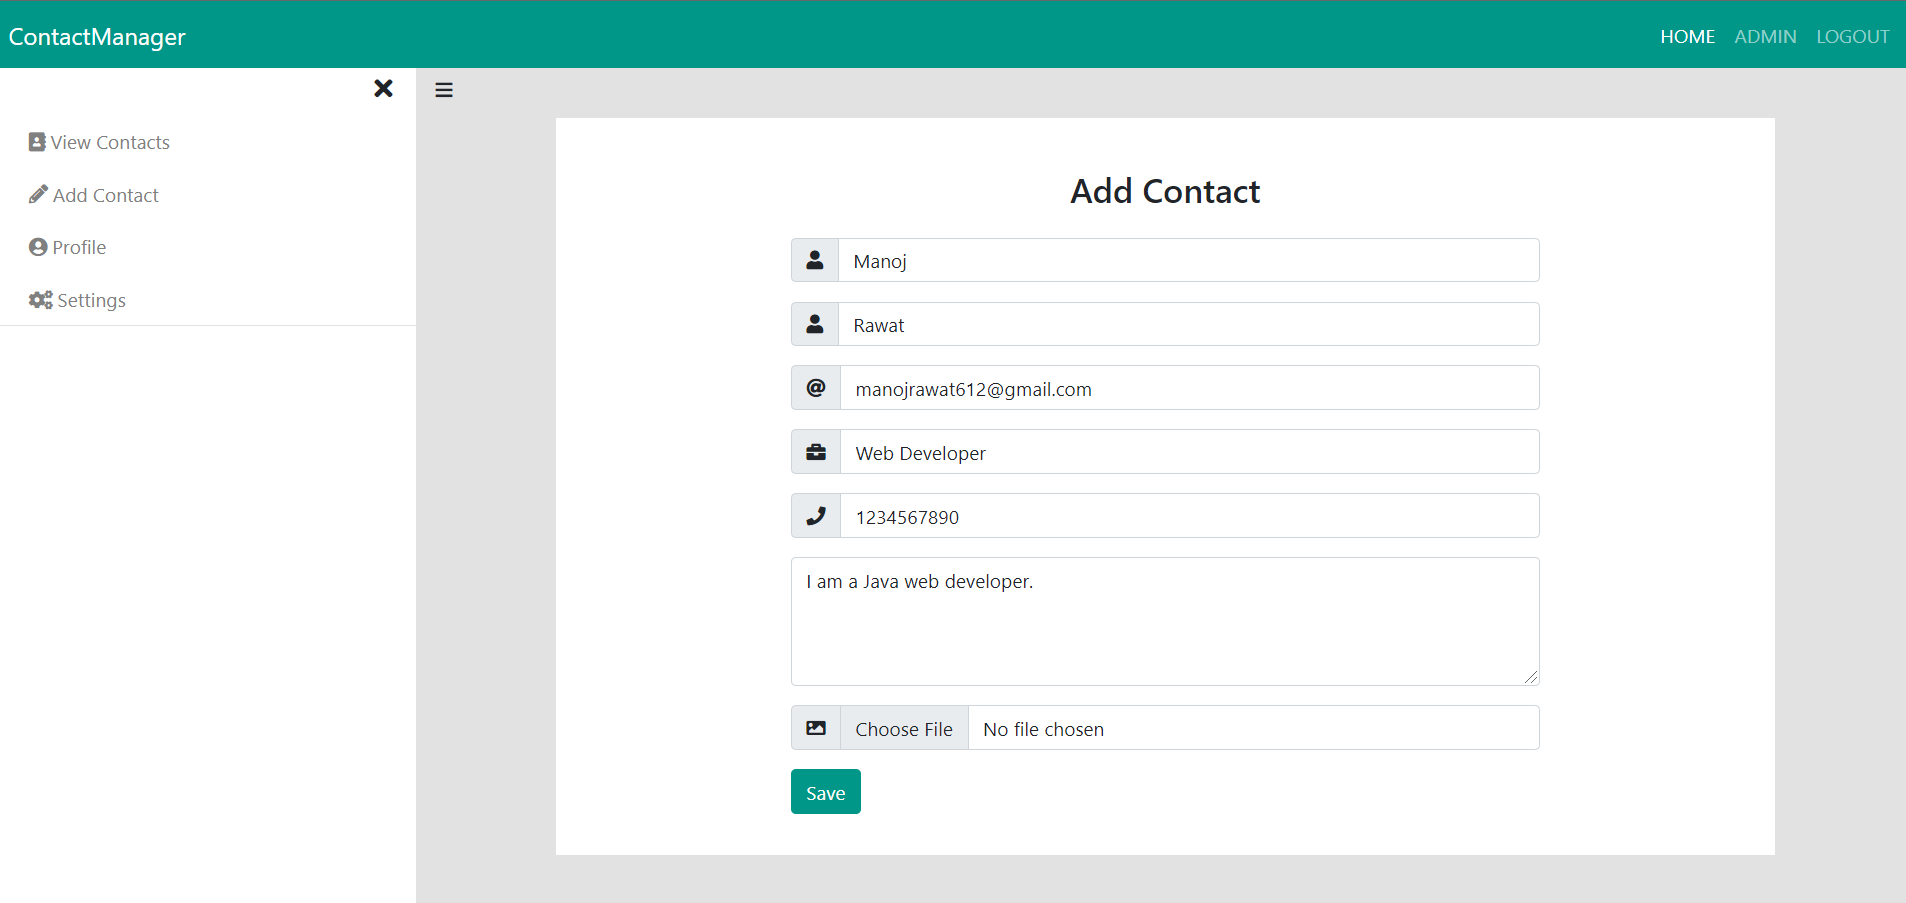 ContactManager
HOME ADMIN LOGOUT
View Contacts
Add Contact
Profile
Settings
Add Contact
Manoj
Rawat
manojrawat612@gmail.com
Web Developer
1234567890
I am a Java web developer.
Choose File No file chosen
Save